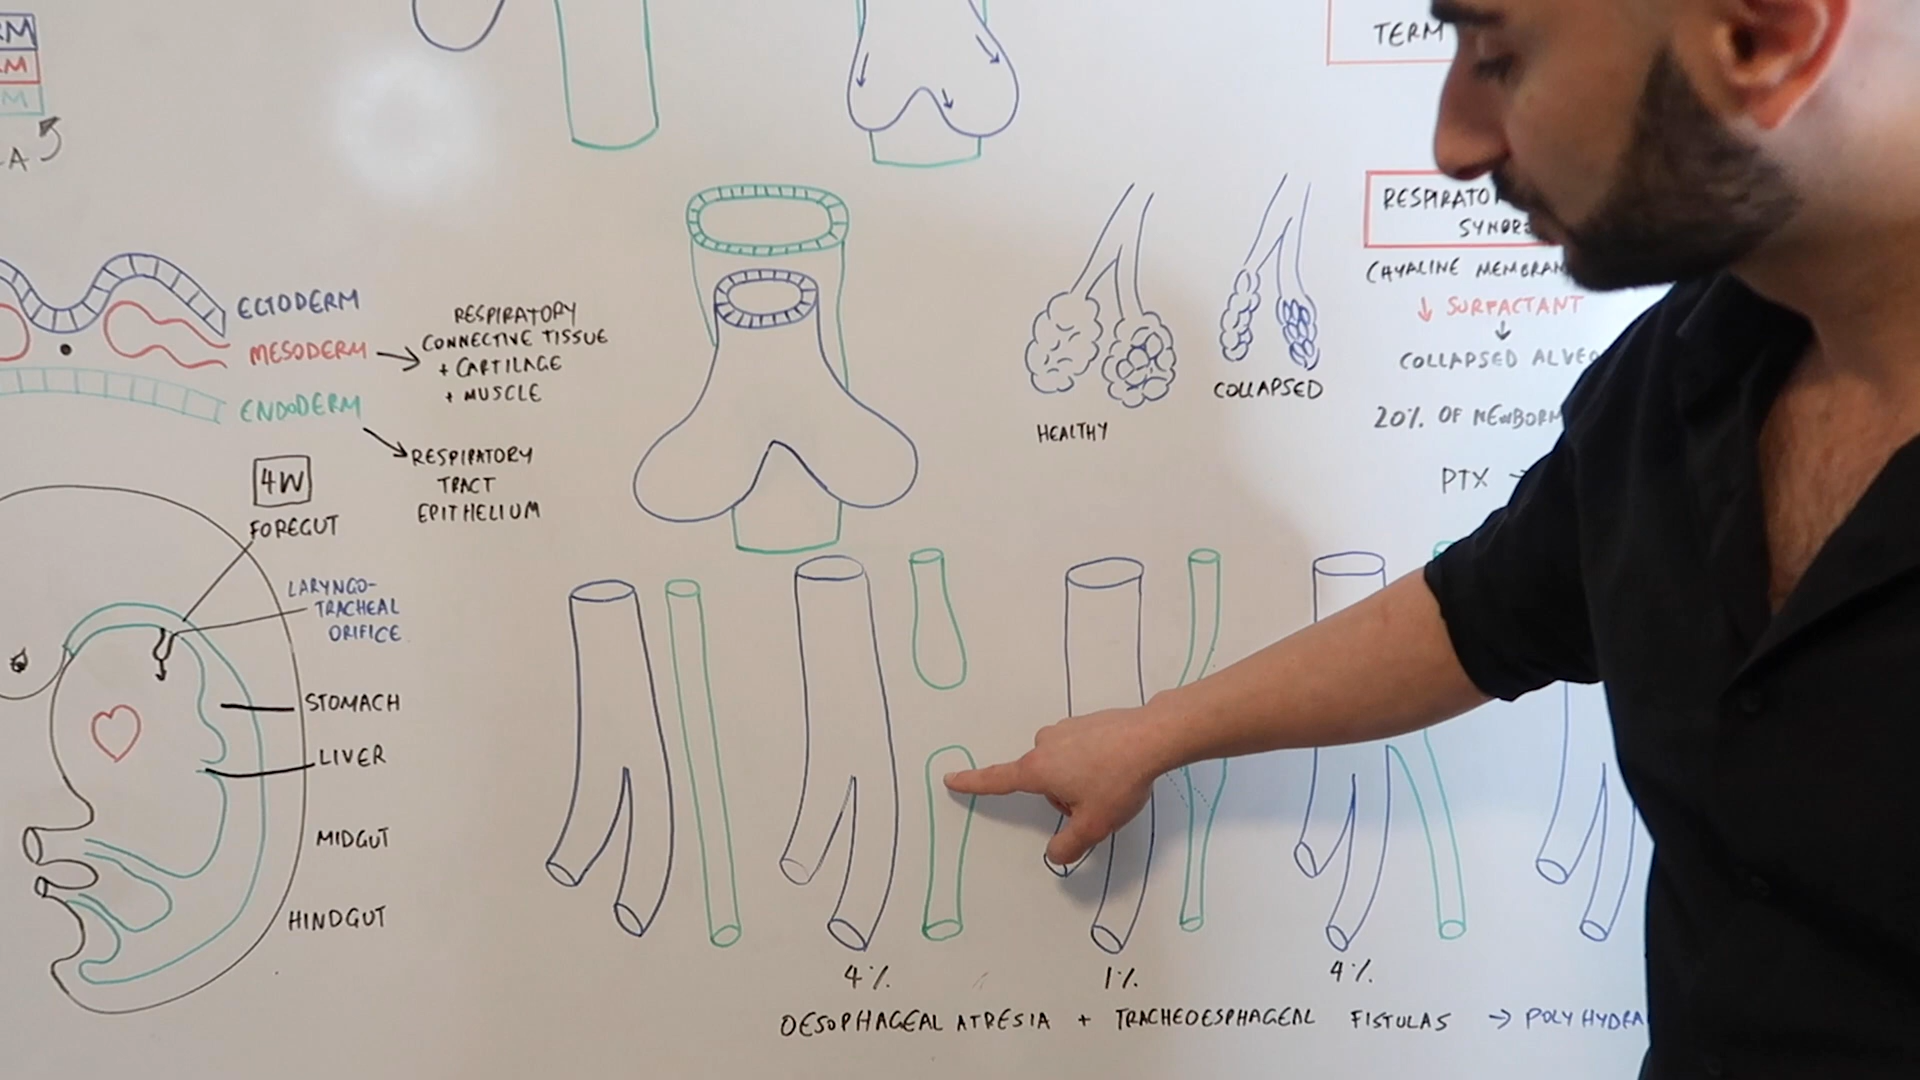 TERM
RESPIRATO
SYNDR
ECTODERM
MESODERM
ENDODERM
RESPIRATORY
CONNECTIVE TISSUE
+ CARTILAGE
+ MUSCLE
RESPIRATORY
TRACT
EPITHELIUM
HEALTHY
COLLAPSED
(HYALINE MEMBRAN
↓ SURFACTANT
↓
COLLAPSED ALVEO
20% OF NEWBORN
PTX →
4W
FOREGUT
LARYNGO-
TRACHEAL
ORIFICE
STOMACH
LIVER
MIDGUT
HINDGUT
4% 1% 4%
OESOPHAGEAL ATRESIA + TRACHEOESPHAGEAL FISTULAS → POLYHYDRA